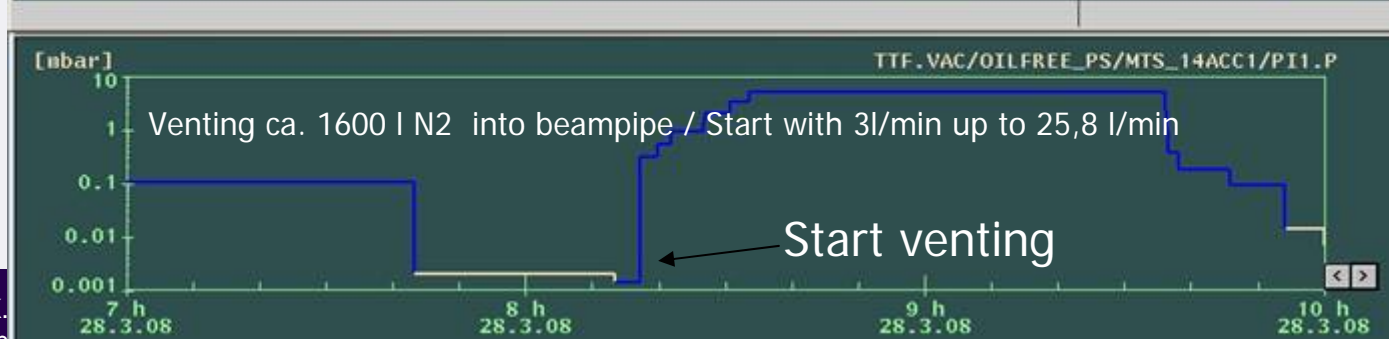 [mbar]
TTF.VAC/OILFREE_PS/MTS_14ACC1/PI1.P
10
Venting ca. 1600 l N2 into beampipe / Start with 3l/min up to 25,8 l/min
1
0.1
0.01
Start venting
0.001
< >
7 h
8 h
9 h
10 h
28.3.08
28.3.08
28.3.08
28.3.08